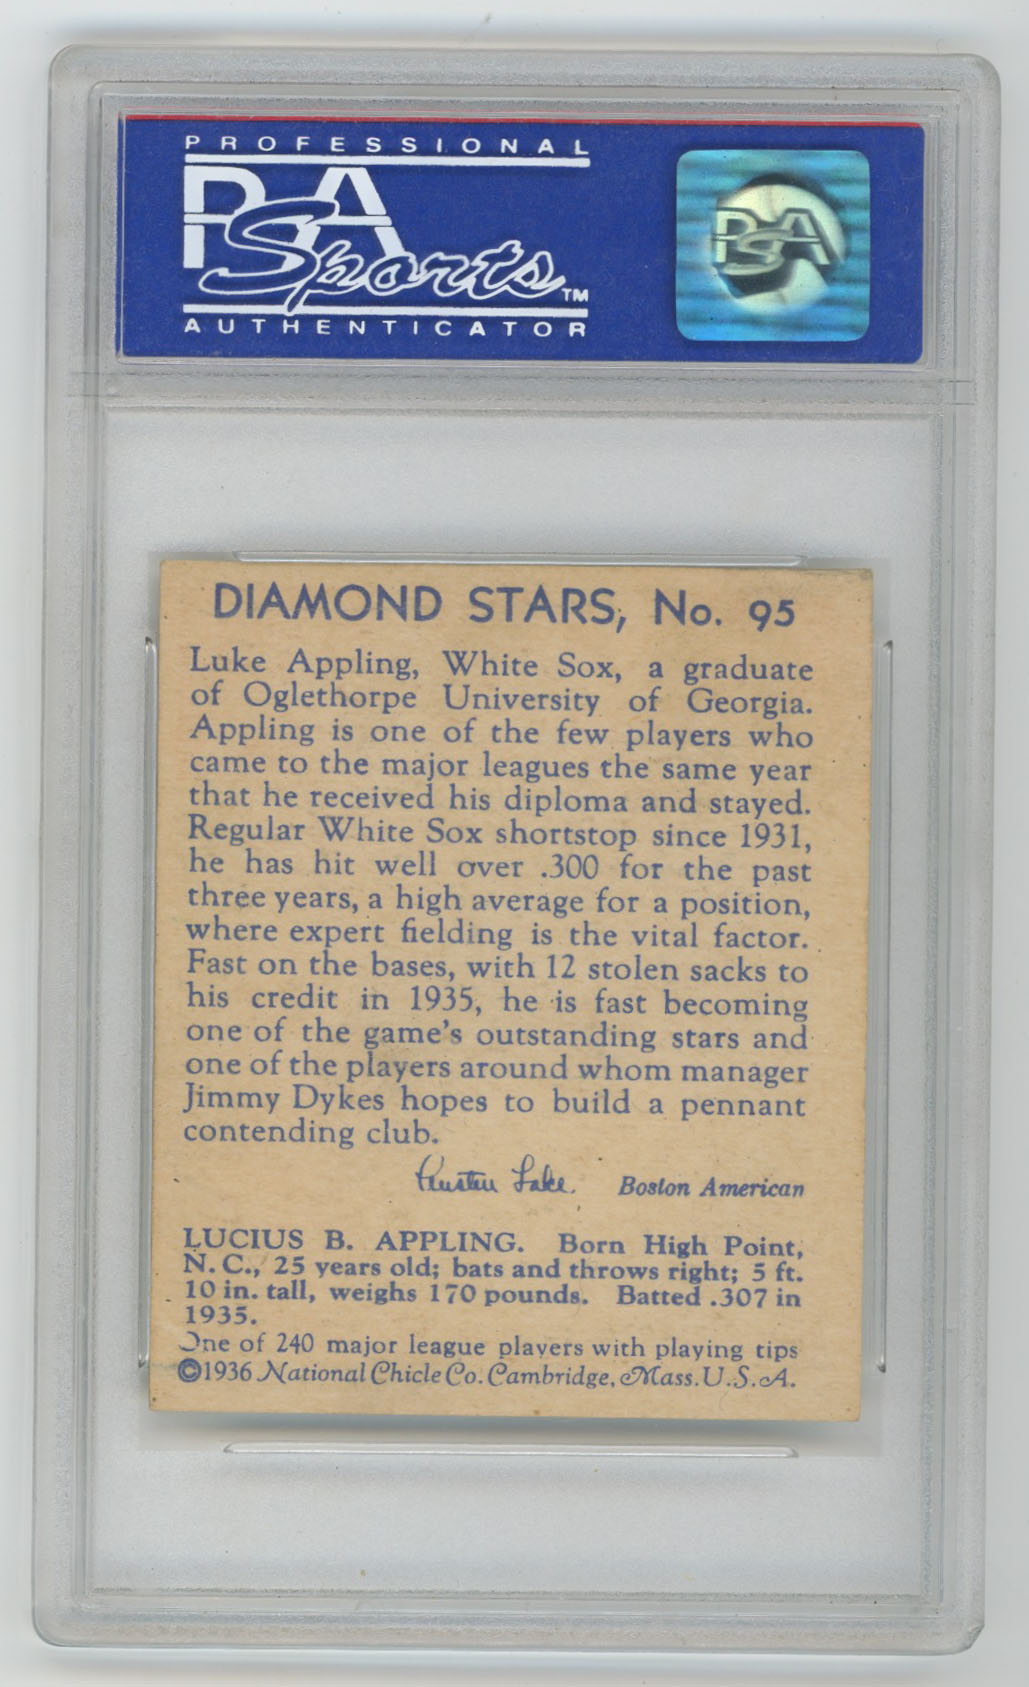 PROFESSIONAL
PSA
Sports™
AUTHENTICATOR
PSA
DIAMOND STARS, No. 95
Luke Appling, White Sox, a graduate
of Oglethorpe University of Georgia.
Appling is one of the few players who
came to the major leagues the same year
that he received his diploma and stayed.
Regular White Sox shortstop since 1931,
he has hit well over .300 for the past
three years, a high average for a position,
where expert fielding is the vital factor.
Fast on the bases, with 12 stolen sacks to
his credit in 1935, he is fast becoming
one of the game's outstanding stars and
one of the players around whom manager
Jimmy Dykes hopes to build a pennant
contending club.
Austen Lake. Boston American
LUCIUS B. APPLING. Born High Point,
N. C., 25 years old; bats and throws right; 5 ft.
10 in. tall, weighs 170 pounds. Batted .307 in
1935.
One of 240 major league players with playing tips
©1936 National Chicle Co. Cambridge, Mass. U.S.A.